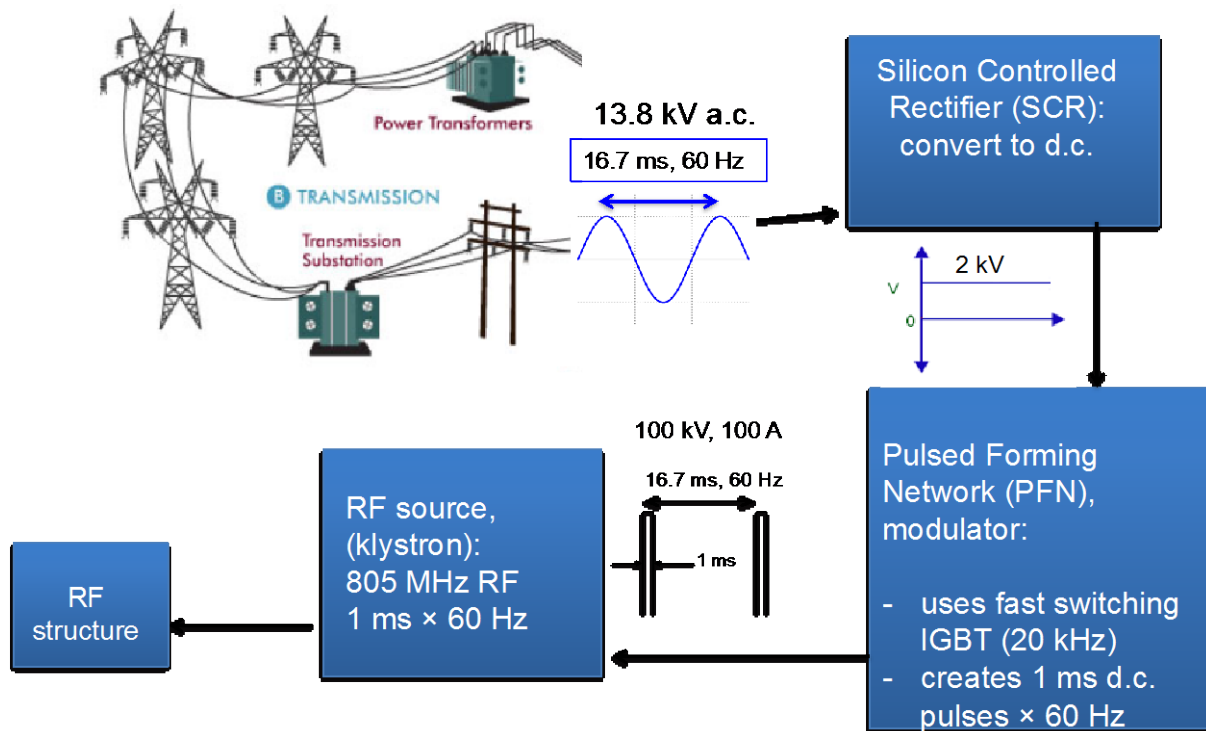 Power Transformers
B TRANSMISSION
Transmission
Substation
13.8 kV a.c.
16.7 ms, 60 Hz
Silicon Controlled
Rectifier (SCR):
convert to d.c.
2 kV
V
0
Pulsed Forming
Network (PFN),
modulator:
- uses fast switching
IGBT (20 kHz)
- creates 1 ms d.c.
pulses × 60 Hz
100 kV, 100 A
16.7 ms, 60 Hz
1 ms
RF source,
(klystron):
805 MHz RF
1 ms × 60 Hz
RF
structure